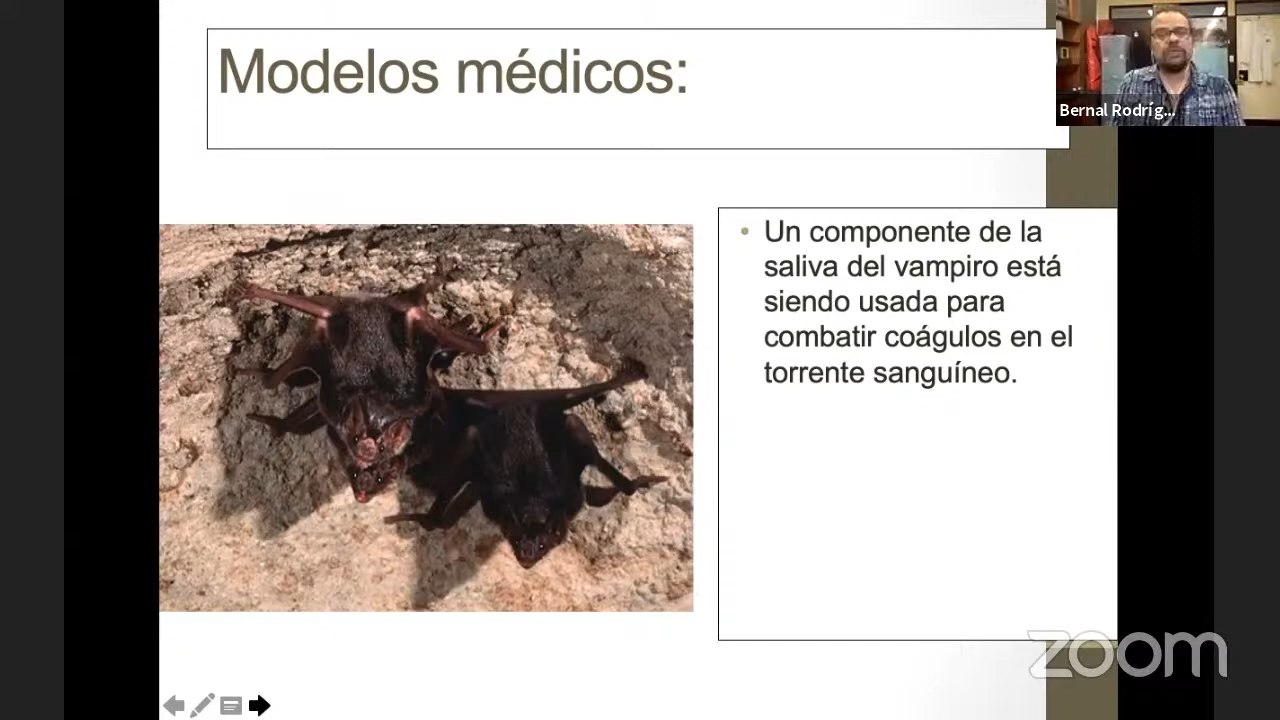 Modelos médicos:
Bernal Rodríg...
• Un componente de la
saliva del vampiro está
siendo usada para
combatir coágulos en el
torrente sanguíneo.
zoom